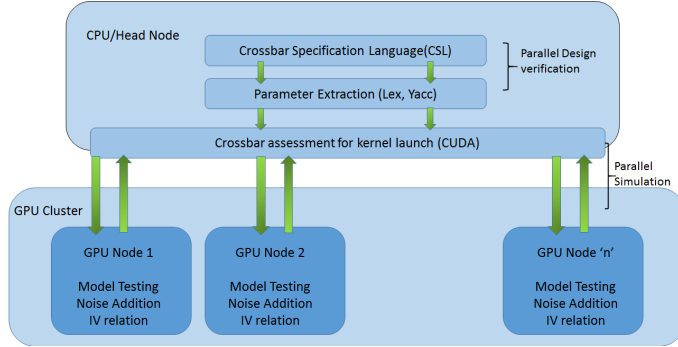 CPU/Head Node
Crossbar Specification Language(CSL)
Parallel Design
verification
Parameter Extraction (Lex, Yacc)
Crossbar assessment for kernel launch (CUDA)
Parallel
Simulation
GPU Cluster
GPU Node 1
Model Testing
Noise Addition
IV relation
GPU Node 2
Model Testing
Noise Addition
IV relation
GPU Node ‘n’
Model Testing
Noise Addition
IV relation